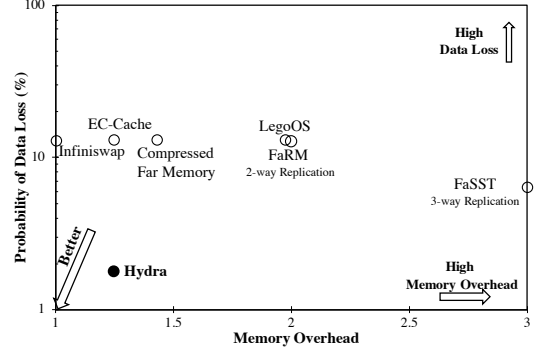 100
High
Data Loss
EC-Cache
LegoOS
Infiniswap
Compressed
Far Memory
FaRM
2-way Replication
10
FaSST
3-way Replication
Probability of Data Loss (%)
Better
Hydra
High
Memory Overhead
1
1
1.5
2
2.5
3
Memory Overhead